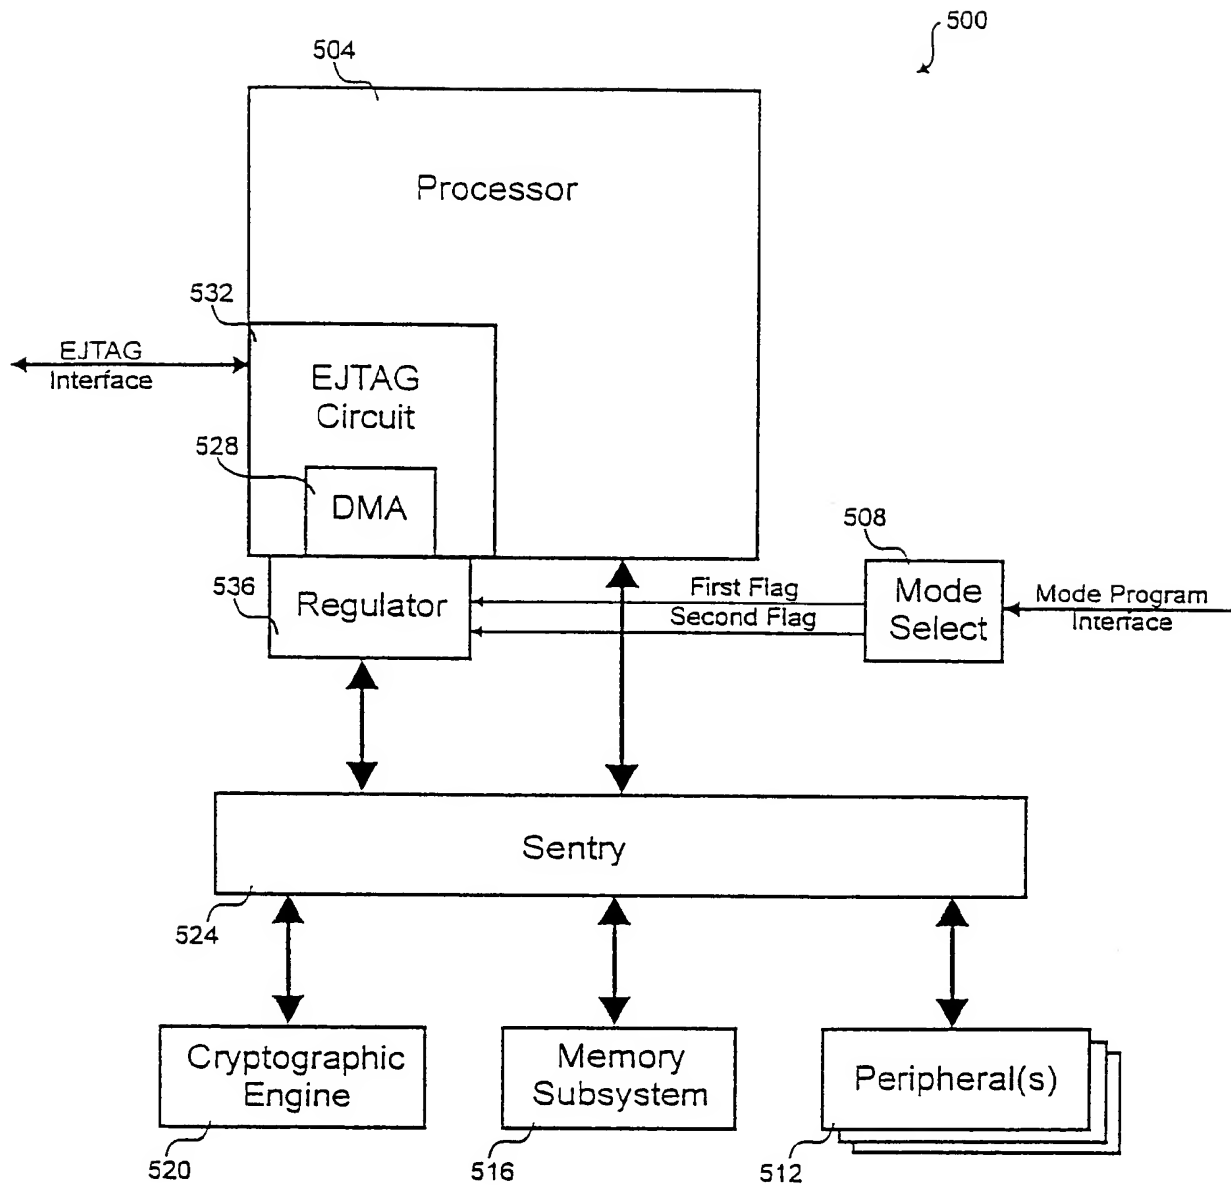 500
504
Processor
532
EJTAG
Interface
EJTAG
Circuit
528
DMA
508
536
Regulator
First Flag
Second Flag
Mode
Select
Mode Program
Interface
Sentry
524
Cryptographic
Engine
Memory
Subsystem
Peripheral(s)
520
516
512